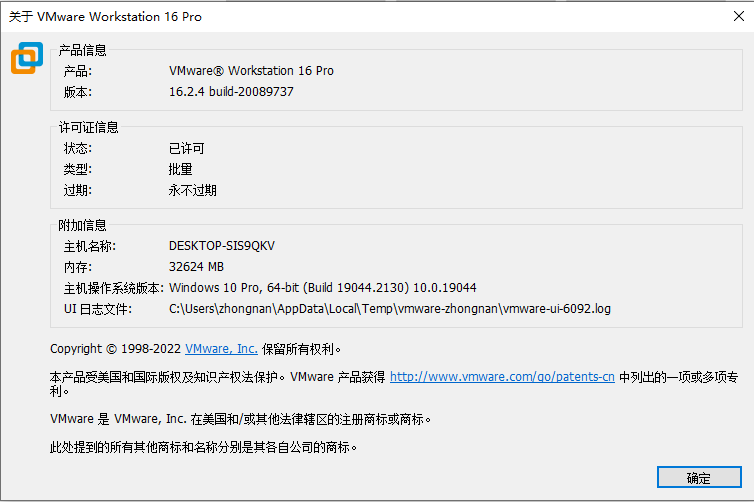 关于 VMware Workstation 16 Pro
产品信息
产品: VMware® Workstation 16 Pro
版本: 16.2.4 build-20089737
许可证信息
状态: 已许可
类型: 批量
过期: 永不过期
附加信息
主机名称: DESKTOP-SIS9QKV
内存: 32624 MB
主机操作系统版本: Windows 10 Pro, 64-bit (Build 19044.2130) 10.0.19044
UI 日志文件: C:\Users\zhongnan\AppData\Local\Temp\vmware-zhongnan\vmware-ui-6092.log
Copyright © 1998-2022 VMware, Inc. 保留所有权利。
本产品受美国和国际版权及知识产权法保护。VMware 产品获得 http://www.vmware.com/go/patents-cn 中列出的一项或多项专
利。
VMware 是 VMware, Inc. 在美国和/或其他法律辖区的注册商标或商标。
此处提到的所有其他商标和名称分别是其各自公司的商标。
确定